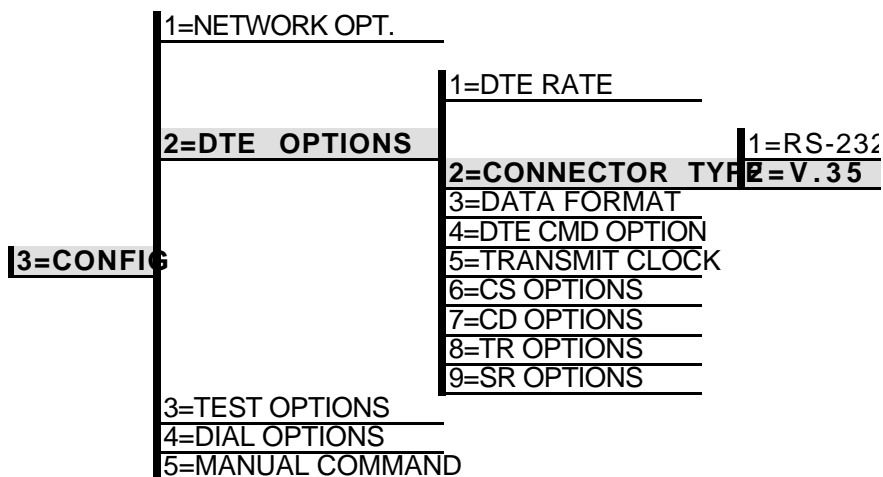 1=NETWORK OPT.
1=DTE RATE
2=DTE OPTIONS
1=RS-232
2=CONNECTOR TYPE
2=V.35
3=DATA FORMAT
4=DTE CMD OPTION
5=TRANSMIT CLOCK
3=CONFIG
6=CS OPTIONS
7=CD OPTIONS
8=TR OPTIONS
9=SR OPTIONS
3=TEST OPTIONS
4=DIAL OPTIONS
5=MANUAL COMMAND